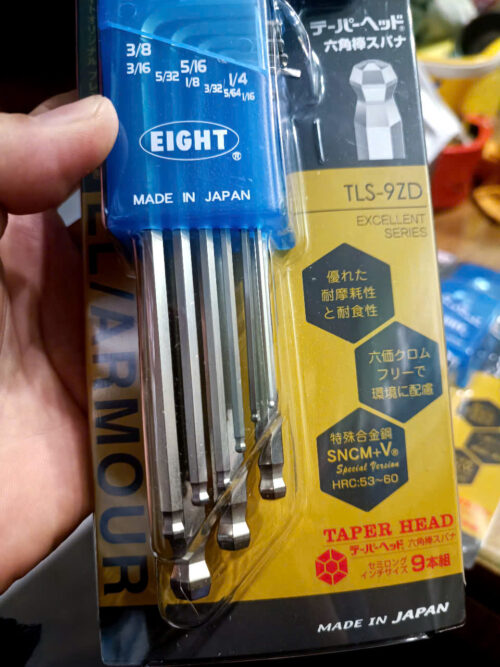 3/8
3/16
5/32
5/16
1/8
3/32
1/4
5/64
1/16
EIGHT®
MADE IN JAPAN
テーパーヘッド®
六角棒スパナ
TLS-9ZD
EXCELLENT
SERIES
優れた
耐摩耗性
と耐食性
六価クロム
フリーで
環境に配慮
特殊合金鋼
SNCM+V®
Special Version
HRC:53~60
TAPER HEAD
テーパーヘッド® 六角棒スパナ
セミロング
インチサイズ
9本組
MADE IN JAPAN
/ARMOUR